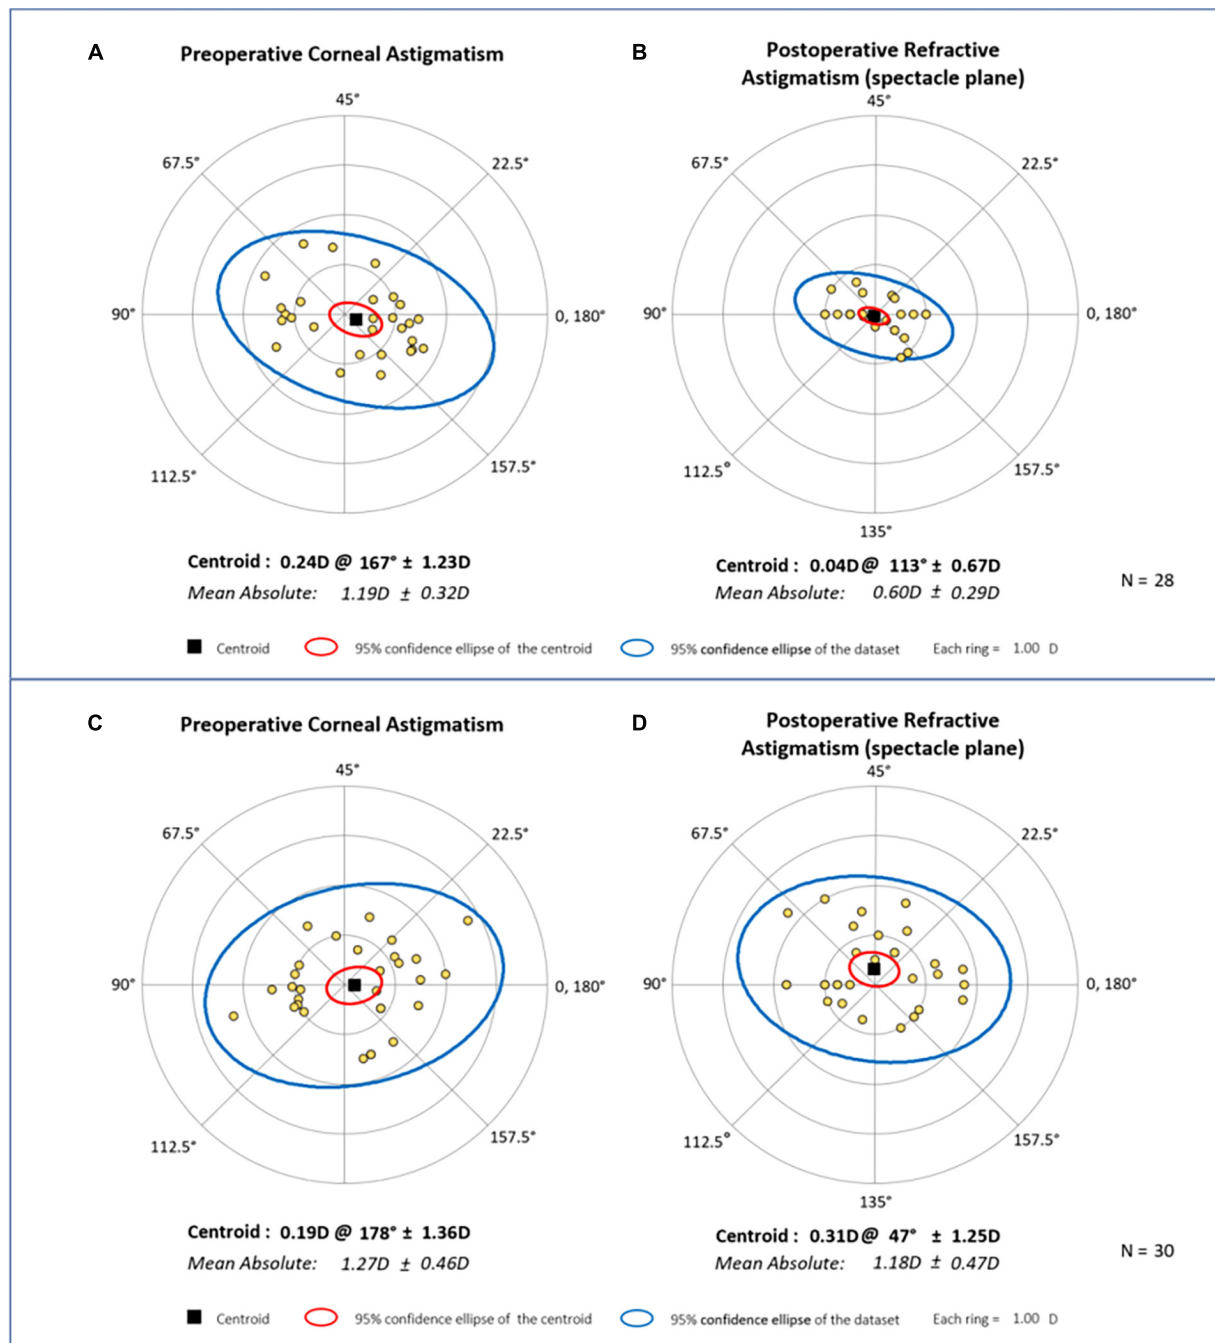 A
Preoperative Corneal Astigmatism
45°
67.5°
22.5°
90°
0, 180°
112.5°
157.5°
Centroid : 0.24D @ 167° ± 1.23D
Mean Absolute: 1.19D ± 0.32D
B
Postoperative Refractive
Astigmatism (spectacle plane)
45°
67.5°
22.5°
90°
0, 180°
112.5°
157.5°
135°
Centroid : 0.04D@ 113° ± 0.67D
Mean Absolute: 0.60D ± 0.29D
N = 28
Centroid 95% confidence ellipse of the centroid 95% confidence ellipse of the dataset Each ring = 1.00 D
C
Preoperative Corneal Astigmatism
45°
67.5°
22.5°
90°
0, 180°
112.5°
157.5°
Centroid : 0.19D @ 178° ± 1.36D
Mean Absolute: 1.27D ± 0.46D
D
Postoperative Refractive
Astigmatism (spectacle plane)
45°
67.5°
22.5°
90°
0, 180°
112.5°
157.5°
135°
Centroid : 0.31D@ 47° ± 1.25D
Mean Absolute: 1.18D ± 0.47D
N = 30
Centroid 95% confidence ellipse of the centroid 95% confidence ellipse of the dataset Each ring = 1.00 D